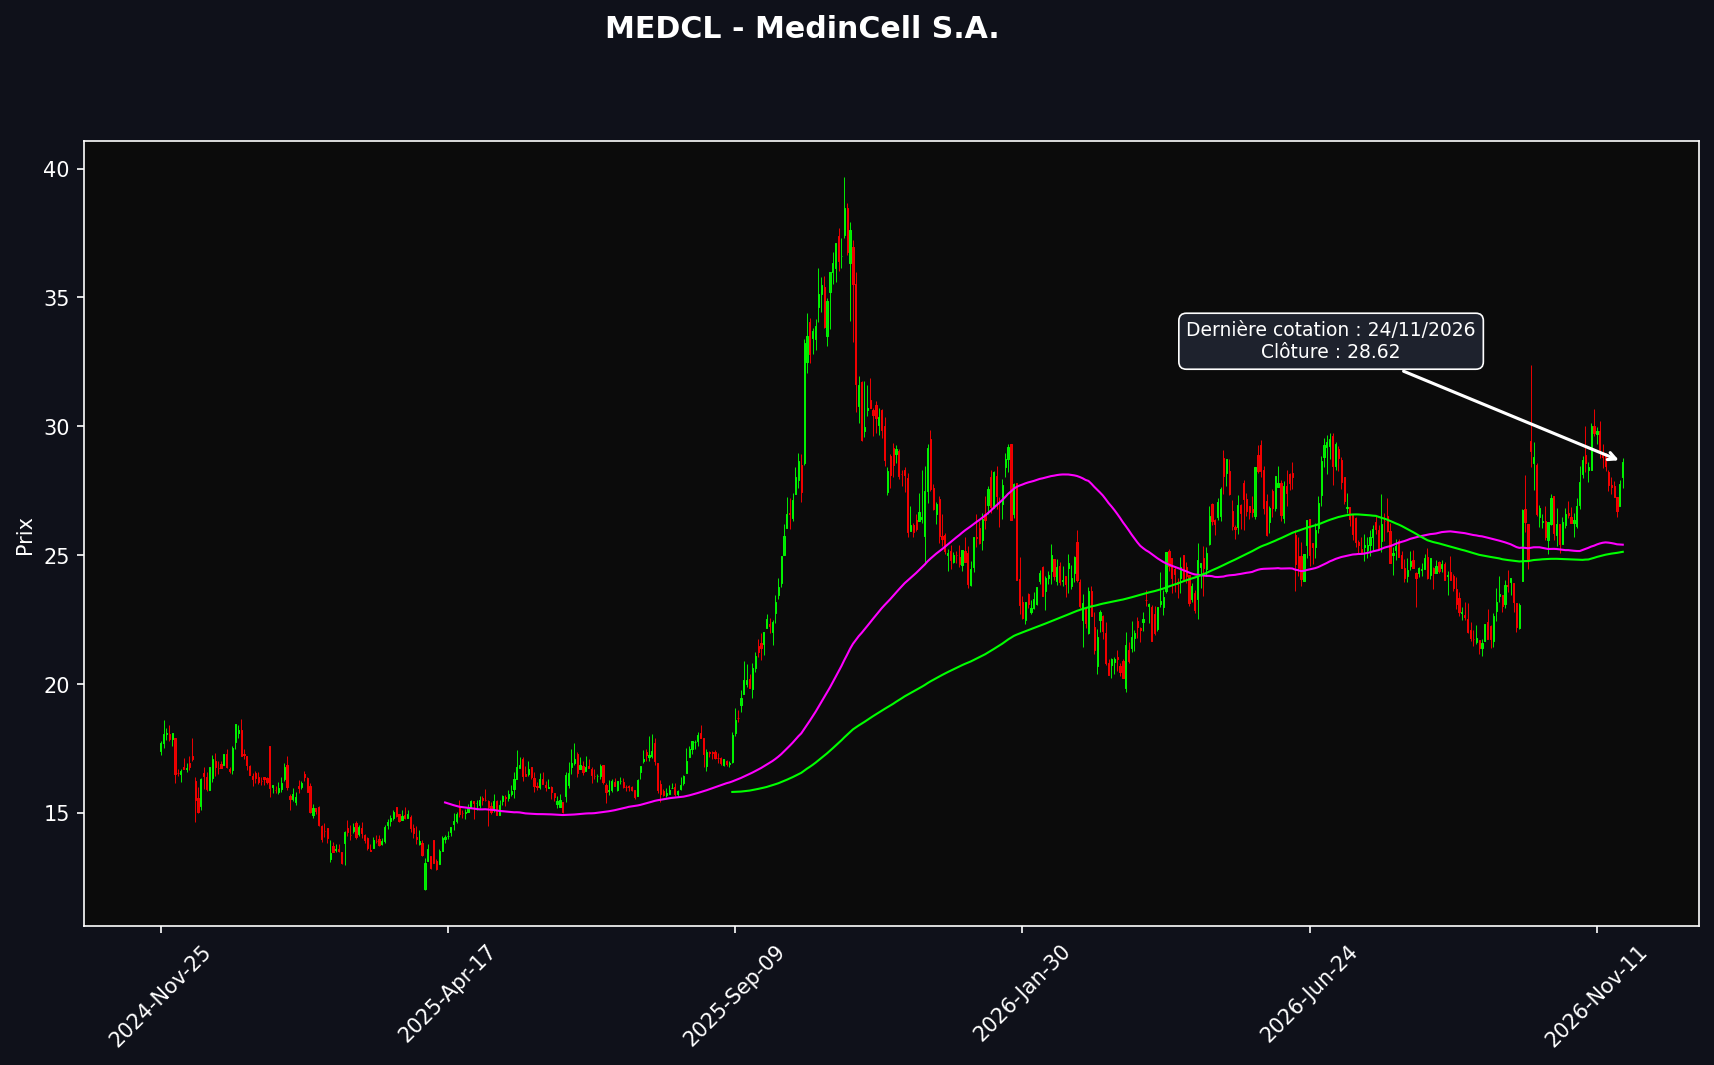 MEDCL - MedinCell S.A.
Prix
40
35
30
25
20
15
Dernière cotation : 24/11/2026
Clôture : 28.62
2024-Nov-25
2025-Apr-17
2025-Sep-09
2026-Jan-30
2026-Jun-24
2026-Nov-11